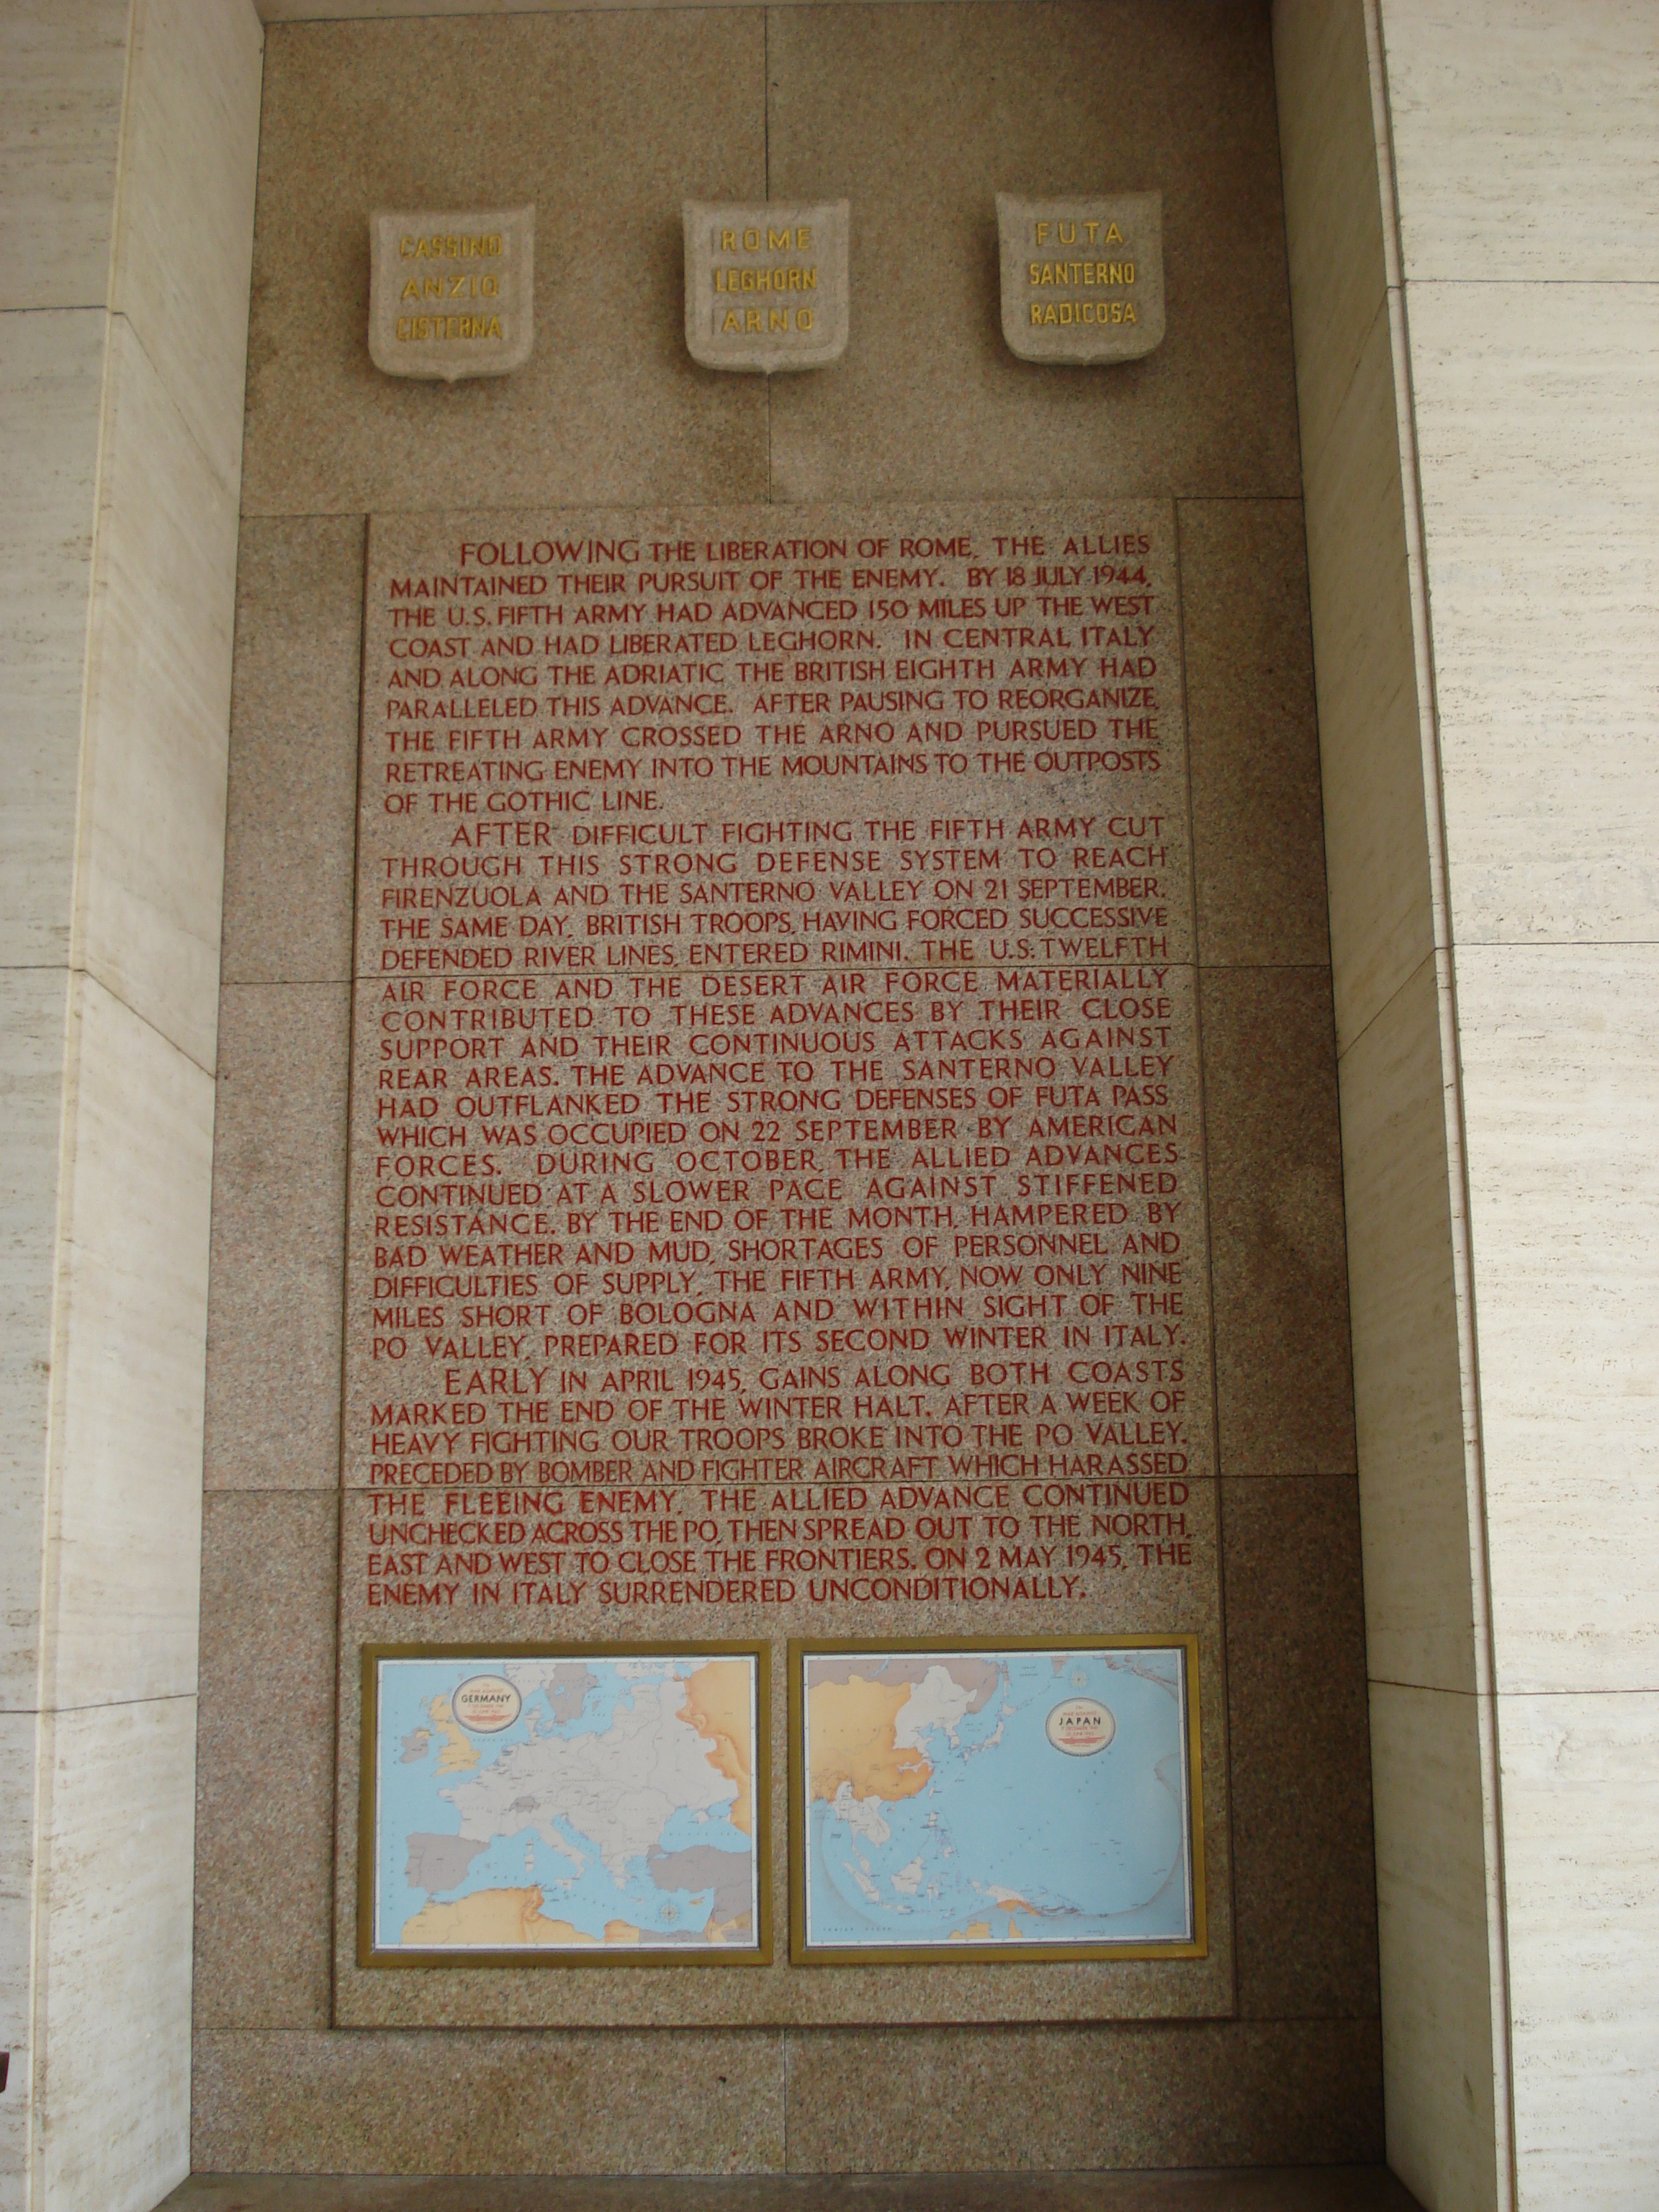 CASSINO
ANZIO
CISTERNA
ROME
LEGHORN
ARNO
FUTA
SANTERNO
RADICOSA
FOLLOWING THE LIBERATION OF ROME, THE ALLIES
MAINTAINED THEIR PURSUIT OF THE ENEMY. BY 18 JULY 1944,
THE U.S. FIFTH ARMY HAD ADVANCED 150 MILES UP THE WEST
COAST AND HAD LIBERATED LEGHORN. IN CENTRAL ITALY
AND ALONG THE ADRIATIC, THE BRITISH EIGHTH ARMY HAD
PARALLELED THIS ADVANCE. AFTER PAUSING TO REORGANIZE,
THE FIFTH ARMY CROSSED THE ARNO AND PURSUED THE
RETREATING ENEMY INTO THE MOUNTAINS TO THE OUTPOSTS
OF THE GOTHIC LINE.
AFTER DIFFICULT FIGHTING THE FIFTH ARMY CUT
THROUGH THIS STRONG DEFENSE SYSTEM TO REACH
FIRENZUOLA AND THE SANTERNO VALLEY ON 21 SEPTEMBER.
THE SAME DAY, BRITISH TROOPS, HAVING FORCED SUCCESSIVE
DEFENDED RIVER LINES, ENTERED RIMINI. THE U.S. TWELFTH
AIR FORCE AND THE DESERT AIR FORCE MATERIALLY
CONTRIBUTED TO THESE ADVANCES BY THEIR CLOSE
SUPPORT AND THEIR CONTINUOUS ATTACKS AGAINST
REAR AREAS. THE ADVANCE TO THE SANTERNO VALLEY
HAD OUTFLANKED THE STRONG DEFENSES OF FUTA PASS
WHICH WAS OCCUPIED ON 22 SEPTEMBER BY AMERICAN
FORCES. DURING OCTOBER, THE ALLIED ADVANCES
CONTINUED AT A SLOWER PACE AGAINST STIFFENED
RESISTANCE. BY THE END OF THE MONTH, HAMPERED BY
BAD WEATHER AND MUD, SHORTAGES OF PERSONNEL AND
DIFFICULTIES OF SUPPLY, THE FIFTH ARMY, NOW ONLY NINE
MILES SHORT OF BOLOGNA AND WITHIN SIGHT OF THE
PO VALLEY, PREPARED FOR ITS SECOND WINTER IN ITALY.
EARLY IN APRIL 1945, GAINS ALONG BOTH COASTS
MARKED THE END OF THE WINTER HALT. AFTER A WEEK OF
HEAVY FIGHTING OUR TROOPS BROKE INTO THE PO VALLEY.
PRECEDED BY BOMBER AND FIGHTER AIRCRAFT WHICH HARASSED
THE FLEEING ENEMY, THE ALLIED ADVANCE CONTINUED
UNCHECKED ACROSS THE PO, THEN SPREAD OUT TO THE NORTH,
EAST AND WEST TO CLOSE THE FRONTIERS. ON 2 MAY 1945, THE
ENEMY IN ITALY SURRENDERED UNCONDITIONALLY.
GERMANY
JAPAN